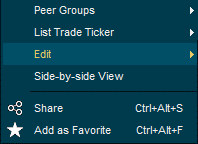 Peer Groups
List Trade Ticker
Edit
Side-by-side View
Share Ctrl+Alt+S
Add as Favorite Ctrl+Alt+F